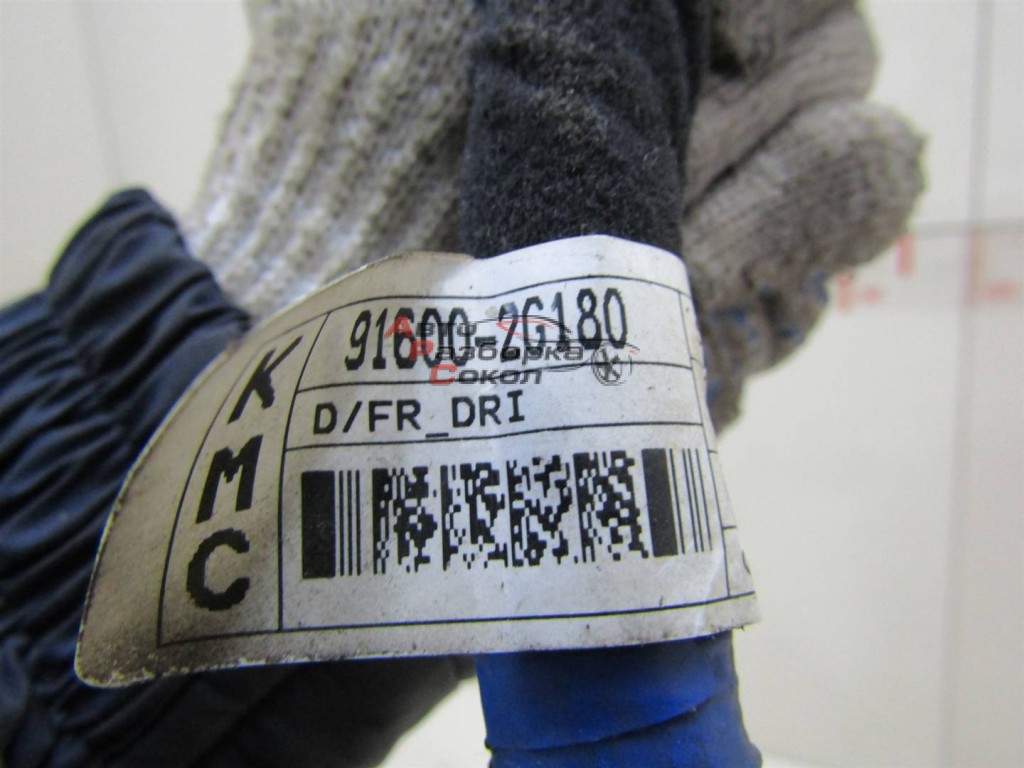 91600-2G180
D/FR_DRI
KMC
Авто
Разборка
Сокол